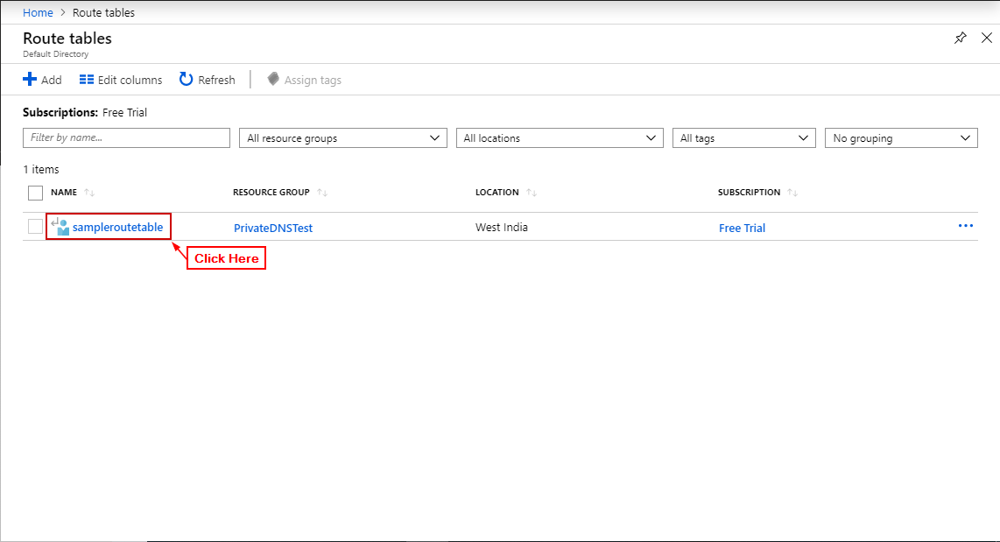 Home > Route tables
Route tables
Default Directory
Add Edit columns Refresh Assign tags
Subscriptions: Free Trial
Filter by name... All resource groups All locations All tags No grouping
1 items
NAME RESOURCE GROUP LOCATION SUBSCRIPTION
sampleroutetable PrivateDNSTest West India Free Trial
Click Here